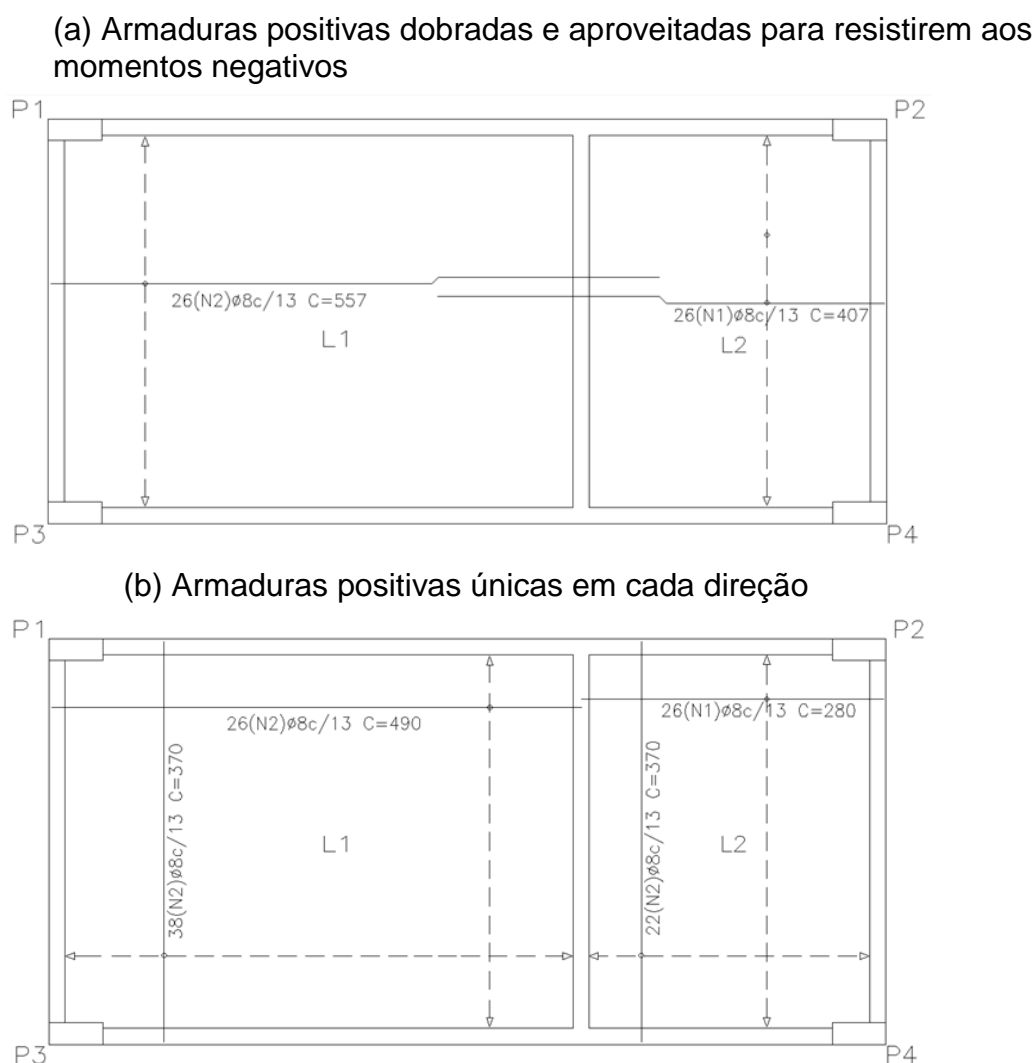 (a) Armaduras positivas dobradas e aproveitadas para resistirem aos
momentos negativos
P1
P2
26(N2)ø8c/13 C=557
26(N1)ø8c/13 C=407
L1
L2
P3
P4
(b) Armaduras positivas únicas em cada direção
P1
P2
26(N2)ø8c/13 C=490
26(N1)ø8c/13 C=280
38(N2)ø8c/13 C=370
22(N2)ø8c/13 C=370
L1
L2
P3
P4